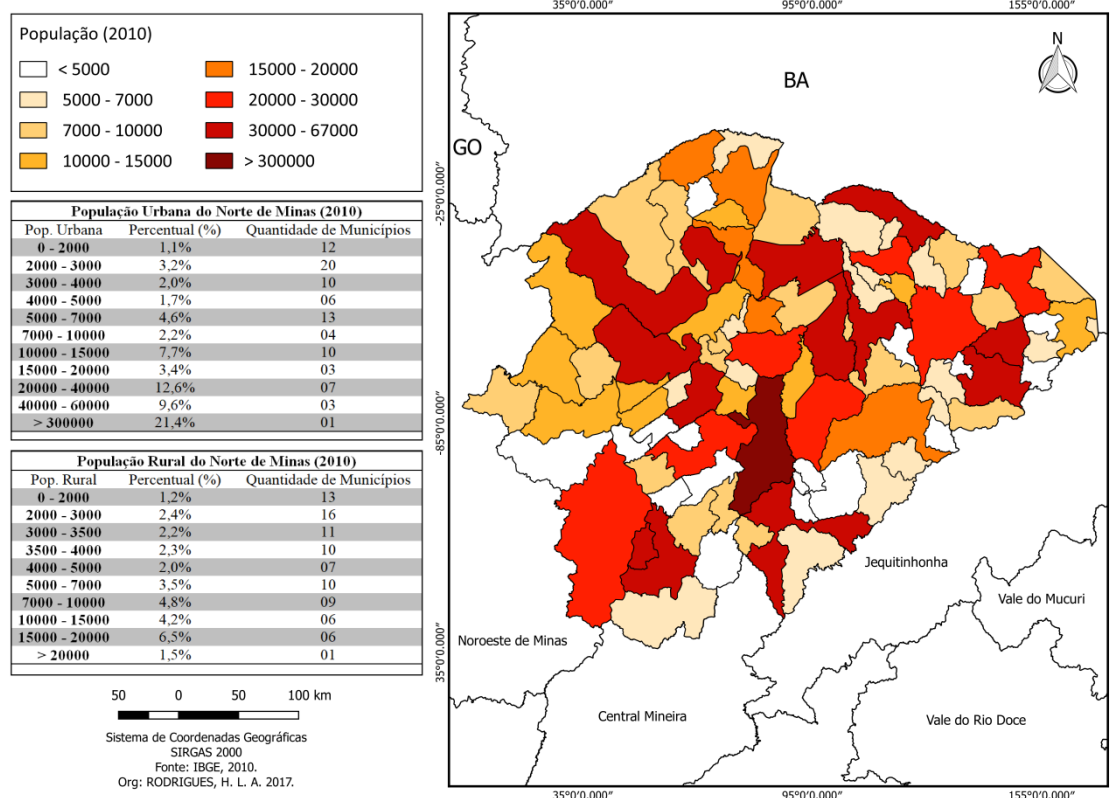 População (2010)
< 5000
5000 - 7000
7000 - 10000
10000 - 15000
15000 - 20000
20000 - 30000
30000 - 67000
> 300000
População Urbana do Norte de Minas (2010)
Pop. Urbana Percentual (%) Quantidade de Municípios
0 - 2000 1,1% 12
2000 - 3000 3,2% 20
3000 - 4000 2,0% 10
4000 - 5000 1,7% 06
5000 - 7000 4,6% 13
7000 - 10000 2,2% 04
10000 - 15000 7,7% 10
15000 - 20000 3,4% 03
20000 - 40000 12,6% 07
40000 - 60000 9,6% 03
> 300000 21,4% 01
População Rural do Norte de Minas (2010)
Pop. Rural Percentual (%) Quantidade de Municípios
0 - 2000 1,2% 13
2000 - 3000 2,4% 16
3000 - 3500 2,2% 11
3500 - 4000 2,3% 10
4000 - 5000 2,0% 07
5000 - 7000 3,5% 10
7000 - 10000 4,8% 09
10000 - 15000 4,2% 06
15000 - 20000 6,5% 06
> 20000 1,5% 01
50 0 50 100 km
Sistema de Coordenadas Geográficas
SIRGAS 2000
Fonte: IBGE, 2010.
Org: RODRIGUES, H. L. A. 2017.
35°0'0.000" 95°0'0.000" 155°0'0.000"
N
BA
GO
-25°0'0.000"
-85°0'0.000"
35°0'0.000"
Jequitinhonha
Vale do Mucuri
Noroeste de Minas
Central Mineira
Vale do Rio Doce
35°0'0.000" 95°0'0.000" 155°0'0.000"